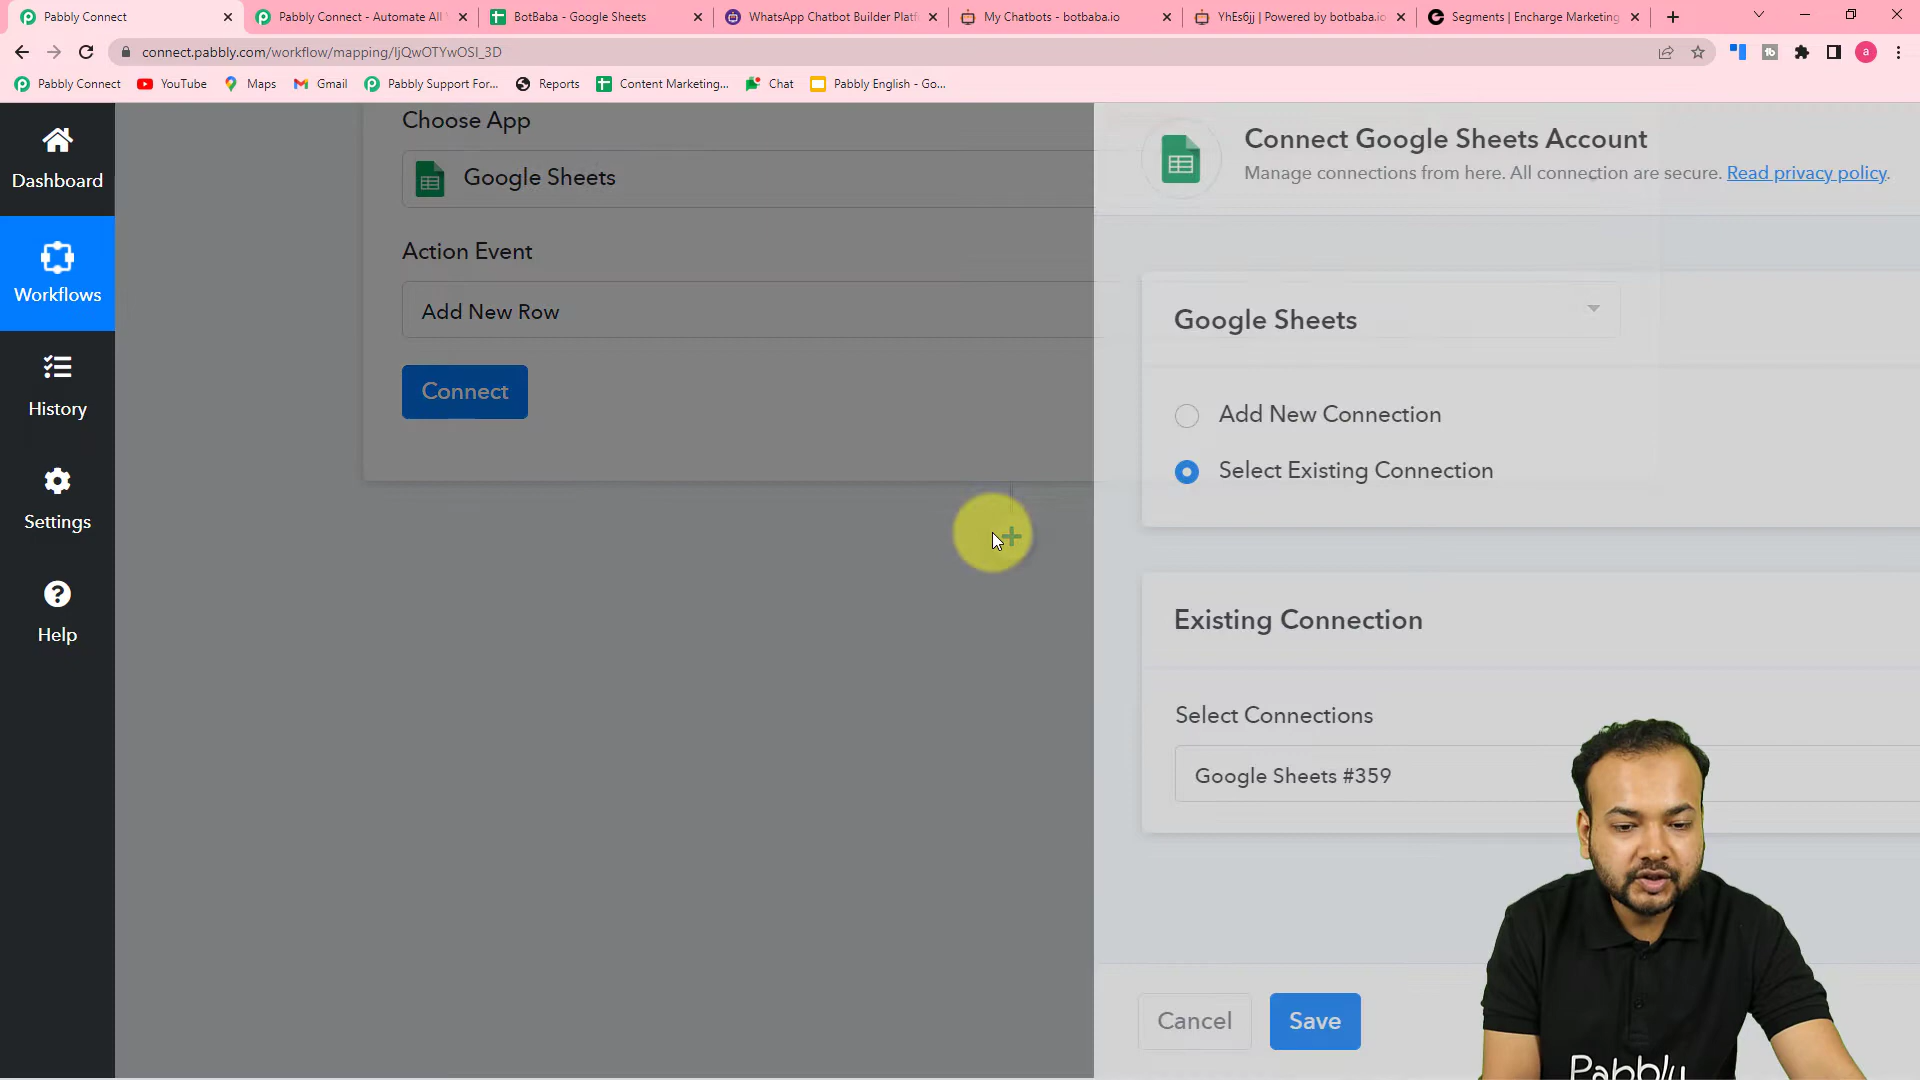 Pabbly Connect
Pabbly Connect - Automate All
BotBaba - Google Sheets
WhatsApp Chatbot Builder Platf
My Chatbots - botbaba.io
YhEs6jj | Powered by botbaba.io
Segments | Encharge Marketing
connect.pabbly.com/workflow/mapping/IjQwOTYwOSI_3D
a
Pabbly Connect
YouTube
Maps
Gmail
Pabbly Support For...
Reports
Content Marketing...
Chat
Pabbly English - Go...
Dashboard
Workflows
History
Settings
Help
Choose App
Google Sheets
Action Event
Add New Row
Connect
Connect Google Sheets Account
Manage connections from here. All connection are secure. Read privacy policy.
Google Sheets
Add New Connection
Select Existing Connection
Existing Connection
Select Connections
Google Sheets #359
Cancel
Save
Pabbly